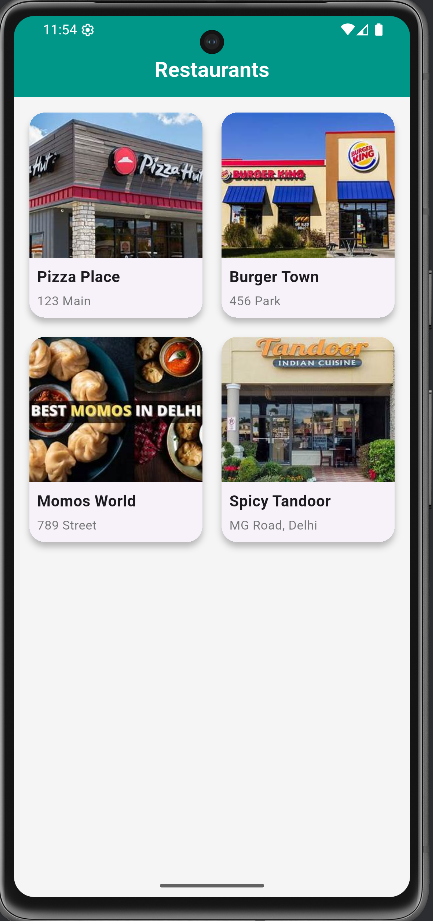 11:54
Restaurants
Pizza Hut
BURGER KING
BURGER KING
Pizza Place
123 Main
Burger Town
456 Park
BEST MOMOS IN DELHI
Tandoor
INDIAN CUISINE
Momos World
789 Street
Spicy Tandoor
MG Road, Delhi